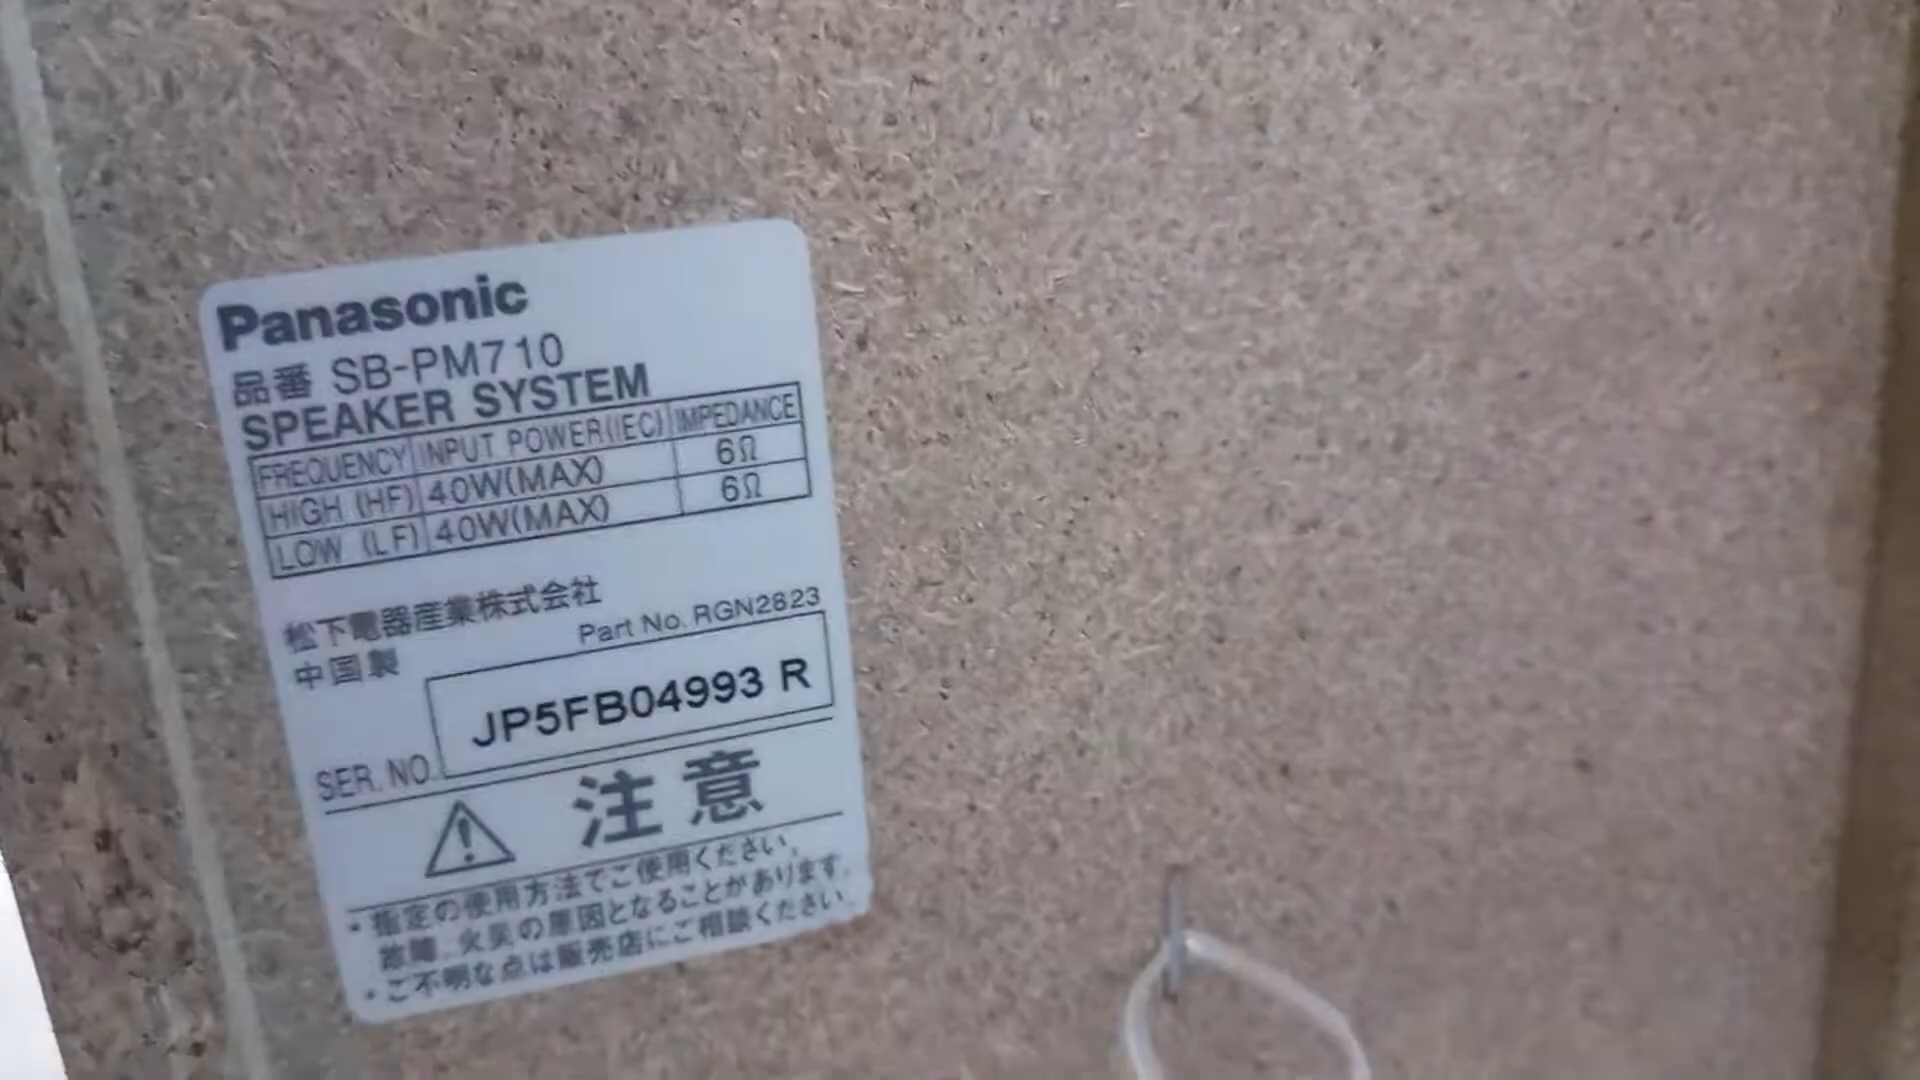 Panasonic
品番 SB-PM710
SPEAKER SYSTEM
FREQUENCY INPUT POWER(IEC) IMPEDANCE
HIGH (HF) 40W(MAX) 6Ω
LOW (LF) 40W(MAX) 6Ω
松下電器産業株式会社
中国製
Part No. RGN2823
SER. NO. JP5FB04993 R
注意
・指定の使用方法でご使用ください。
故障、火災の原因となることがあります。
・ご不明な点は販売店にご相談ください。